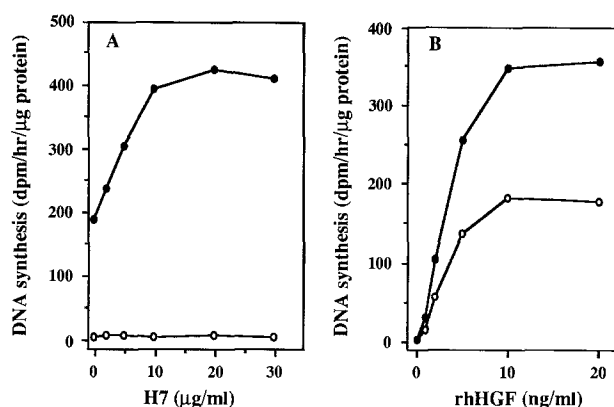 A
DNA synthesis (dpm/hr/μg protein)
500
400
300
200
100
0
0 5 10 20 30
H7 (μg/ml)
B
DNA synthesis (dpm/hr/μg protein)
400
300
200
100
0
0 10 20
rhHGF (ng/ml)